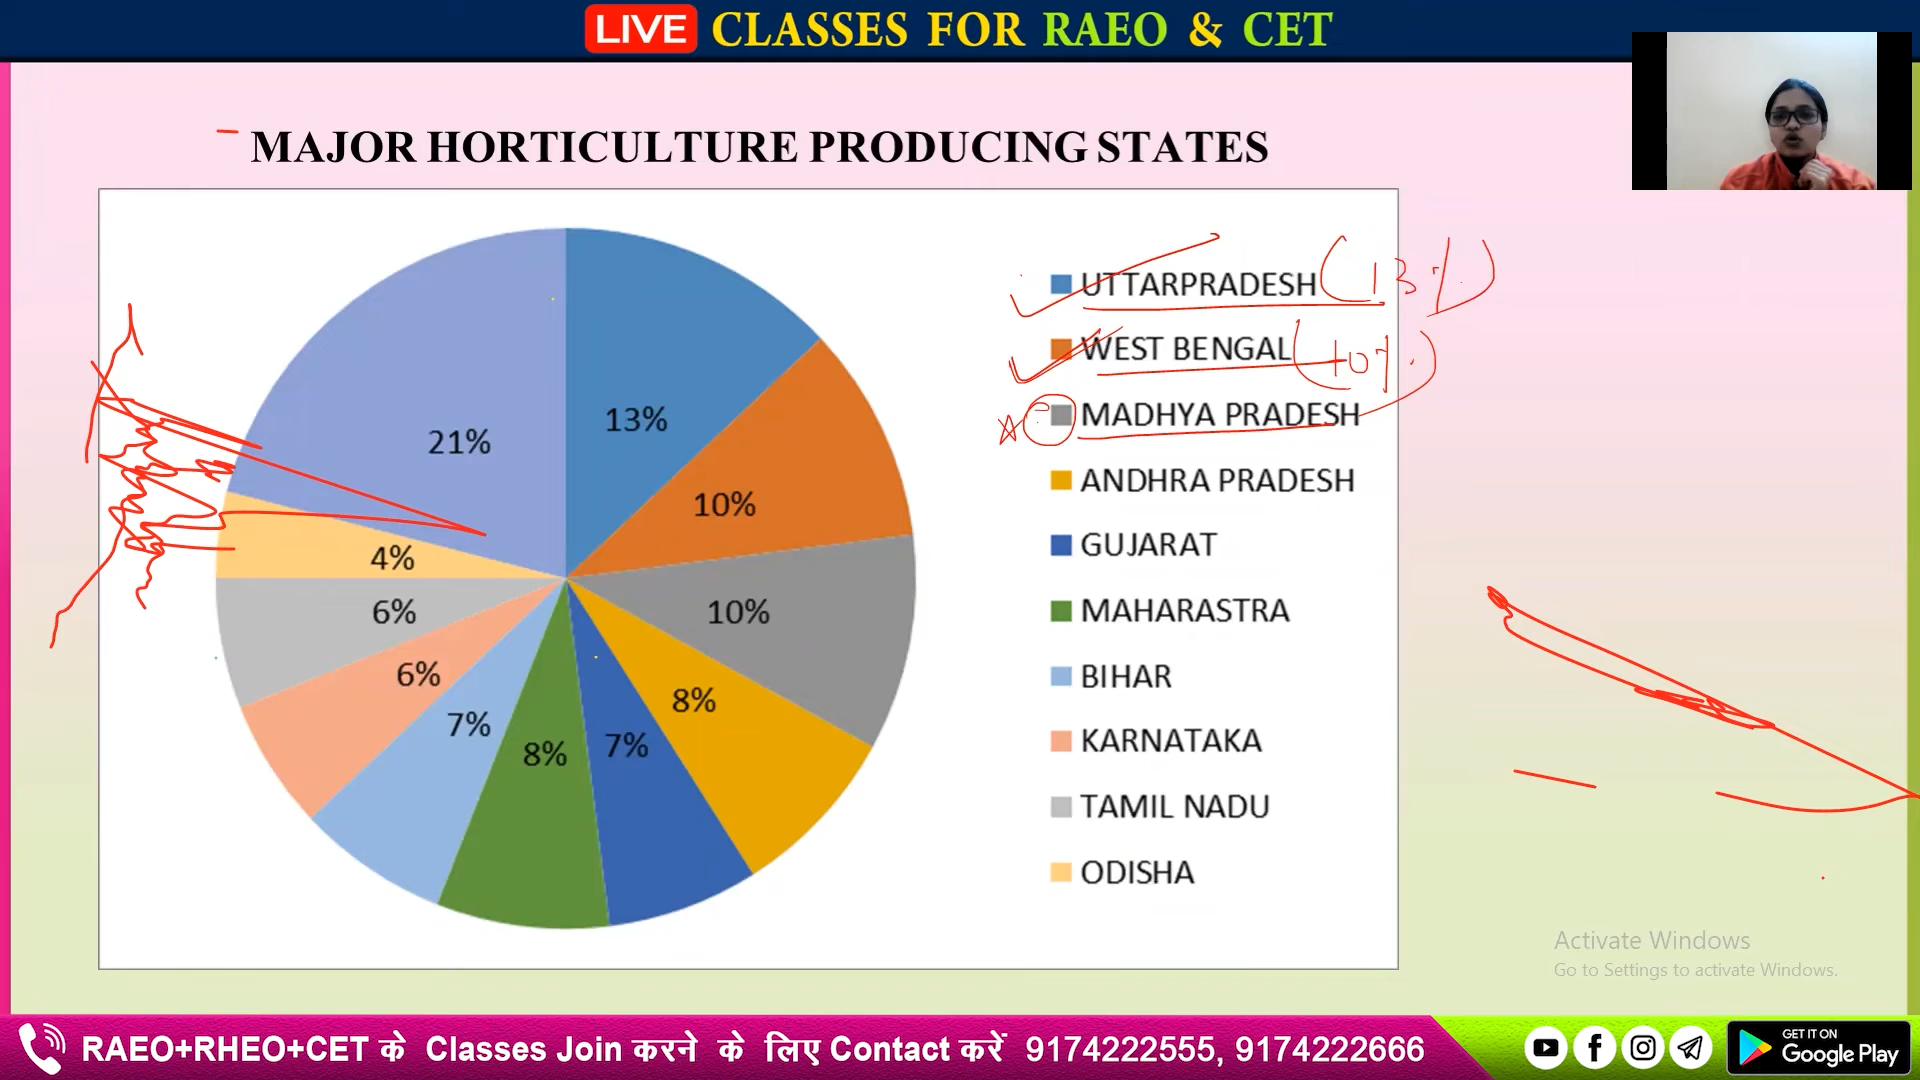 LIVE CLASSES FOR RAEO & CET
MAJOR HORTICULTURE PRODUCING STATES
21%
13%
10%
10%
8%
7%
8%
7%
6%
6%
4%
UTTARPRADESH (13%)
WEST BENGAL (10%)
MADHYA PRADESH
ANDHRA PRADESH
GUJARAT
MAHARASTRA
BIHAR
KARNATAKA
TAMIL NADU
ODISHA
Activate Windows
Go to Settings to activate Windows.
RAEO+RHEO+CET के Classes Join करने के लिए Contact करें 9174222555, 9174222666
GET IT ON
Google Play